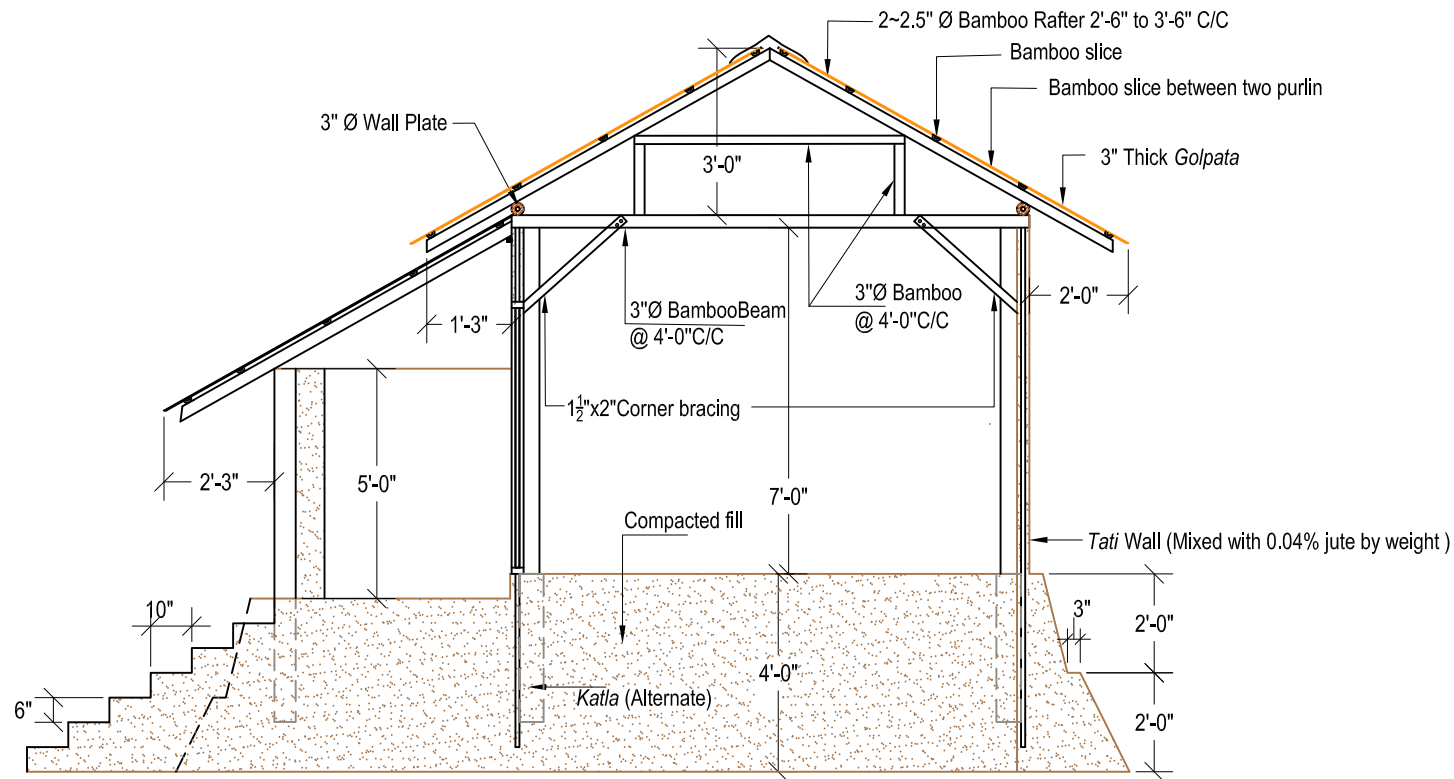 2~2.5" Ø Bamboo Rafter 2'-6" to 3'-6" C/C
Bamboo slice
Bamboo slice between two purlin
3" Ø Wall Plate
3'-0"
3" Thick Golpata
3"Ø BambooBeam
@ 4'-0"C/C
3"Ø Bamboo
@ 4'-0"C/C
2'-0"
1'-3"
1½"x2"Corner bracing
2'-3"
5'-0"
7'-0"
Compacted fill
Tati Wall (Mixed with 0.04% jute by weight )
10"
3"
2'-0"
4'-0"
Katla (Alternate)
6"
2'-0"